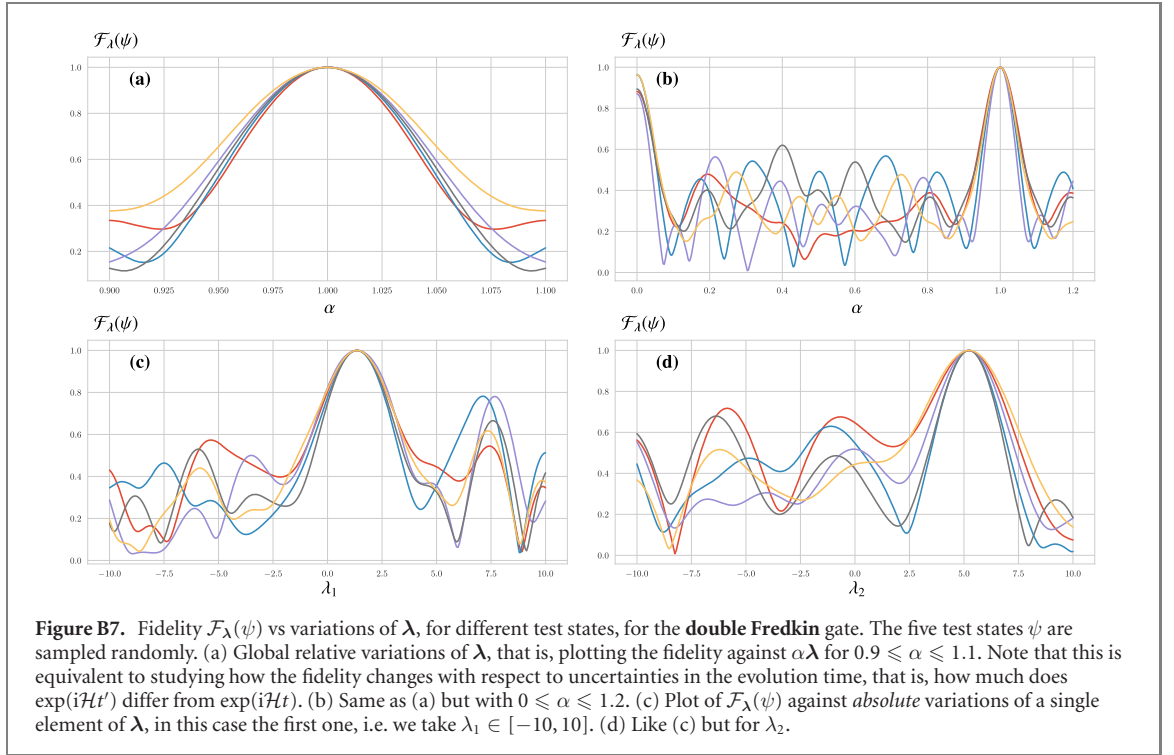 𝓕_λ(ψ)
(a)
1.0
0.8
0.6
0.4
0.2
0.900 0.925 0.950 0.975 1.000 1.025 1.050 1.075 1.100
α
𝓕_λ(ψ)
(b)
1.0
0.8
0.6
0.4
0.2
0.0
0.0 0.2 0.4 0.6 0.8 1.0 1.2
α
𝓕_λ(ψ)
(c)
1.0
0.8
0.6
0.4
0.2
0.0
−10.0 −7.5 −5.0 −2.5 0.0 2.5 5.0 7.5 10.0
λ₁
𝓕_λ(ψ)
(d)
1.0
0.8
0.6
0.4
0.2
0.0
−10.0 −7.5 −5.0 −2.5 0.0 2.5 5.0 7.5 10.0
λ₂
Figure B7. Fidelity 𝓕_λ(ψ) vs variations of λ, for different test states, for the double Fredkin gate. The five test states ψ are
sampled randomly. (a) Global relative variations of λ, that is, plotting the fidelity against αλ for 0.9 ⩽ α ⩽ 1.1. Note that this is
equivalent to studying how the fidelity changes with respect to uncertainties in the evolution time, that is, how much does
exp(iℋt′) differ from exp(iℋt). (b) Same as (a) but with 0 ⩽ α ⩽ 1.2. (c) Plot of 𝓕_λ(ψ) against absolute variations of a single
element of λ, in this case the first one, i.e. we take λ₁ ∈ [−10, 10]. (d) Like (c) but for λ₂.